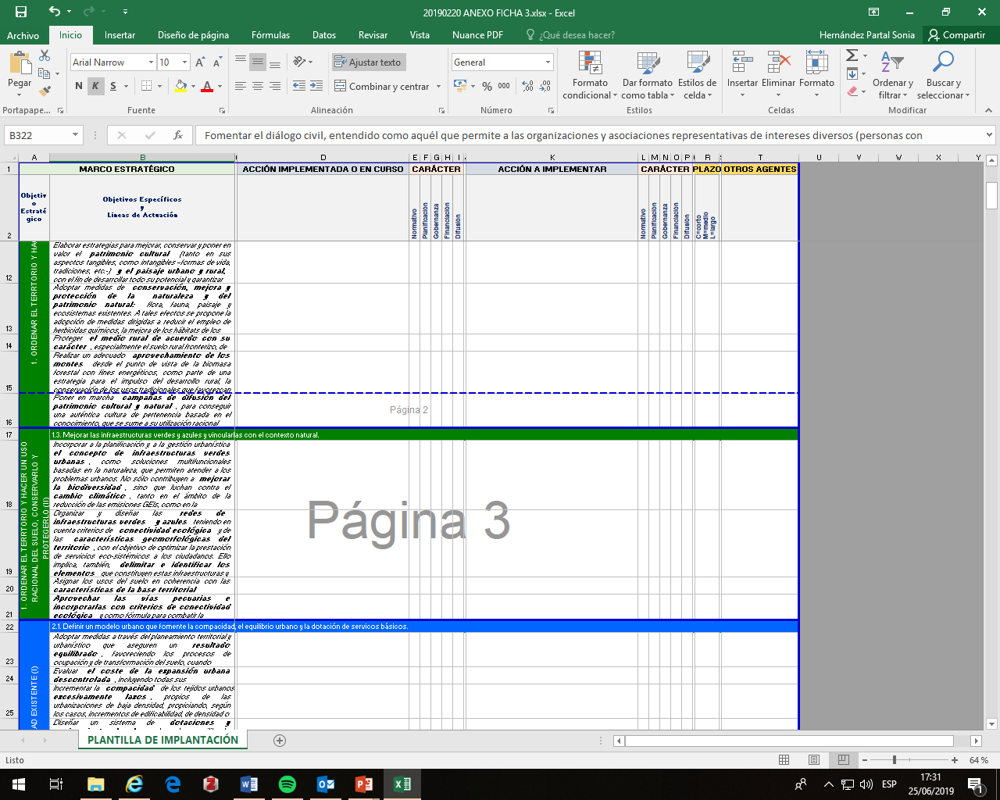 20190220 ANEXO FICHA 3.xlsx - Excel
Archivo Inicio Insertar Diseño de página Fórmulas Datos Revisar Vista Nuance PDF ¿Qué desea hacer? Hernández Partal Sonia Compartir
Pegar
Arial Narrow 10
N K S
Ajustar texto
Combinar y centrar
General
% 000
Formato condicional
Dar formato como tabla
Estilos de celda
Insertar Eliminar Formato
Ordenar y filtrar
Buscar y seleccionar
Portapape... Fuente Alineación Número Estilos Celdas Modificar
B322 fx Fomentar el diálogo civil, entendido como aquél que permite a las organizaciones y asociaciones representativas de intereses diversos (personas con
A B D E F G H I K L M N O P R T U V W X Y
1 MARCO ESTRATÉGICO ACCIÓN IMPLEMENTADA O EN CURSO CARÁCTER ACCIÓN A IMPLEMENTAR CARÁCTER PLAZO OTROS AGENTES
2
Objetiv
o
Estraté
gico
Objetivos Específicos
y
Lineas de Actuación
Normativo
Planificación
Gobernanza
Financiación
Difusión
Normativo
Planificación
Gobernanza
Financiación
Difusión
C=corto
M=medio
L=largo
1. ORDENAR EL TERRTORIO Y HA
Elaborar estrategias para mejorar, conservar y poner en
valor el patrimonio cultural (tanto en sus
aspectos tangibles, como intangibles –formas de vida,
tradiciones, etc.-) y el paisaje urbano y rural,
12 con el fin de desarrollar todo su potencial y garantizar
Adoptar medidas de conservación, mejora y
protección de la naturaleza y del
patrimonio natural: flora, fauna, paisaje y
ecosistemas existentes. A tales efectos se propone la
adopción de medidas dirigidas a reducir el empleo de
13 herbicidas químicos, la mejora de los hábitats de los
Proteger el medio rural de acuerdo con su
14 carácter, especialmente el suelo rural fronterizo, de
Realizar un adecuado aprovechamiento de los
montes desde el punto de vista de la biomasa
forestal con fines energéticos, como parte de una
estrategia para el impulso del desarrollo rural, la
15 conservación de los usos tradicionales que favorezcan
Poner en marcha campañas de difusión del
patrimonio cultural y natural, para conseguir
una auténtica cultura de pertenencia basada en el
16 conocimiento, que se sume a su utilización racional
Página 2
17 1.3. Mejorar las infraestructuras verdes y azules y vincularlas con el contexto natural.
1. ORDENAR EL TERRTORIO Y HACER UN USO
RACIONAL DEL SUELO, CONSERVARLO Y
PROTEGERLO (II)
Incorporar a la planificación y a la gestión urbanística
el concepto de infraestructuras verdes
urbanas, como soluciones multifuncionales
basadas en la naturaleza, que permiten atender a los
problemas urbanos. No sólo contribuyen a mejorar
la biodiversidad, sino que luchan contra el
cambio climático, tanto en el ámbito de la
18 reducción de las emisiones GEIs, como en la
Organizar y diseñar las redes de
infraestructuras verdes y azules teniendo en
cuenta criterios de conectividad ecológica y de
las características geomorfológicas del
territorio, con el objetivo de optimizar la prestación
de servicios eco-sistémicos a los ciudadanos. Ello
implica, también, delimitar e identificar los
19 elementos que constituyen estas infraestructuras y
Asignar los usos del suelo en coherencia con las
20 características de la base territorial
Aprovechar las vías pecuarias e
incorporarlas con criterios de conectividad
21 ecológica y como fórmula para combatir la
Página 3
22 2.1. Definir un modelo urbano que fomente la compacidad, el equilibrio urbano y la dotación de servicos básicos.
AD EXISTENTE (I)
Adoptar medidas a través del planeamiento territorial y
urbanístico que aseguren un resultado
equilibrado, favoreciendo los procesos de
23 ocupación y de transformación del suelo, cuando
Evaluar el coste de la expansión urbana
24 descontrolada, incluyendo todas sus
Incrementar la compacidad de los tejidos urbanos
excesivamente laxos, propios de las
urbanizaciones de baja densidad, propiciando, según
25 los casos, incrementos de edificabilidad, de densidad o
Diseñar un sistema de dotaciones y
PLANTILLA DE IMPLANTACIÓN
Listo 64 %
ESP 17:31
25/06/2019
1